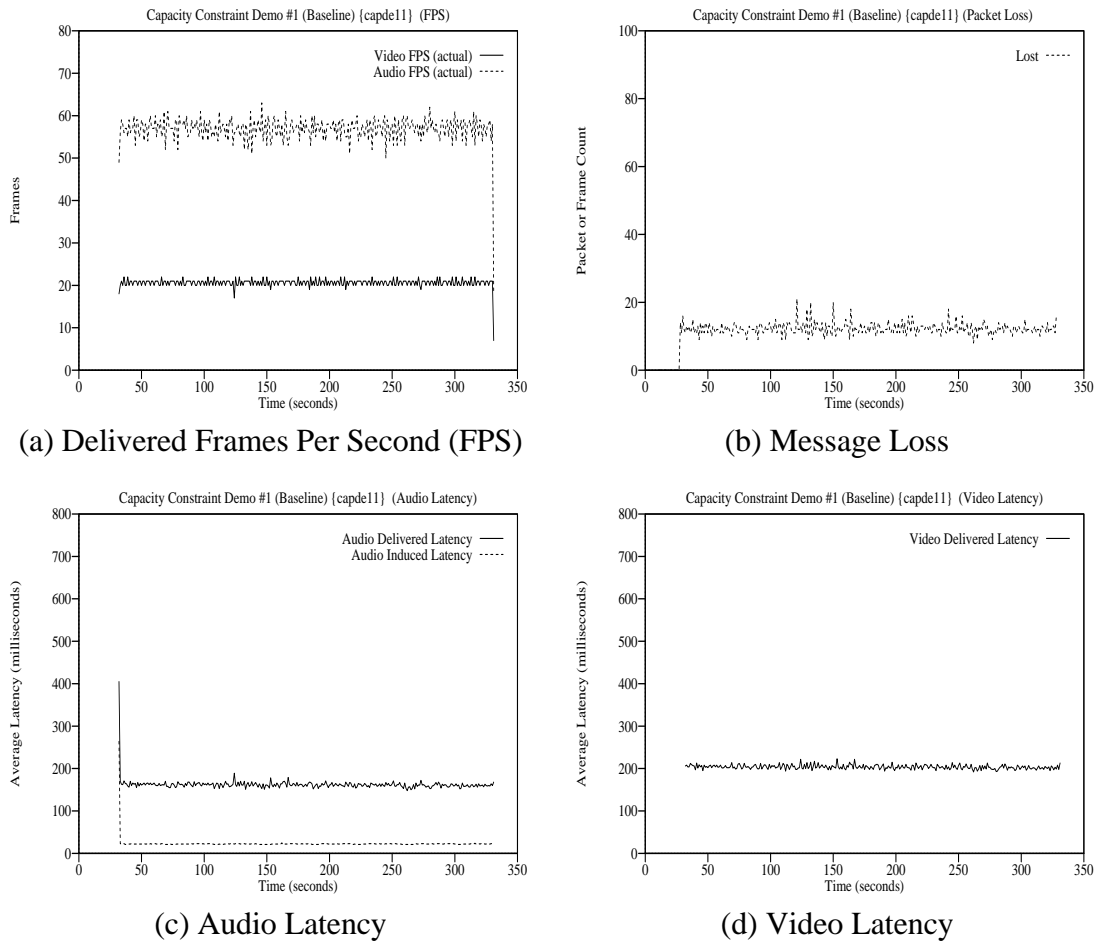 Capacity Constraint Demo #1 (Baseline) {capde11} (FPS)
80
70
60
50
40
30
20
10
0
Frames
Video FPS (actual)
Audio FPS (actual)
50 100 150 200 250 300 350
Time (seconds)
(a) Delivered Frames Per Second (FPS)
Capacity Constraint Demo #1 (Baseline) {capde11} (Packet Loss)
100
80
60
40
20
0
Packet or Frame Count
Lost
0 50 100 150 200 250 300 350
Time (seconds)
(b) Message Loss
Capacity Constraint Demo #1 (Baseline) {capde11} (Audio Latency)
800
700
600
500
400
300
200
100
0
Average Latency (milliseconds)
Audio Delivered Latency
Audio Induced Latency
0 50 100 150 200 250 300 350
Time (seconds)
(c) Audio Latency
Capacity Constraint Demo #1 (Baseline) {capde11} (Video Latency)
800
700
600
500
400
300
200
100
0
Average Latency (milliseconds)
Video Delivered Latency
0 50 100 150 200 250 300 350
Time (seconds)
(d) Video Latency